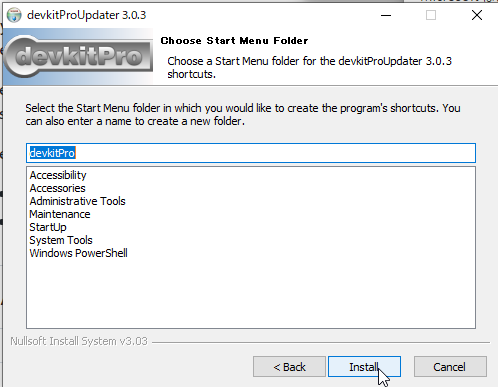 devkitProUpdater 3.0.3
devkitPro
Choose Start Menu Folder
Choose a Start Menu folder for the devkitProUpdater 3.0.3
shortcuts.
Select the Start Menu folder in which you would like to create the program's shortcuts. You
can also enter a name to create a new folder.
devkitPro
Accessibility
Accessories
Administrative Tools
Maintenance
StartUp
System Tools
Windows PowerShell
Nullsoft Install System v3.03
< Back
Install
Cancel